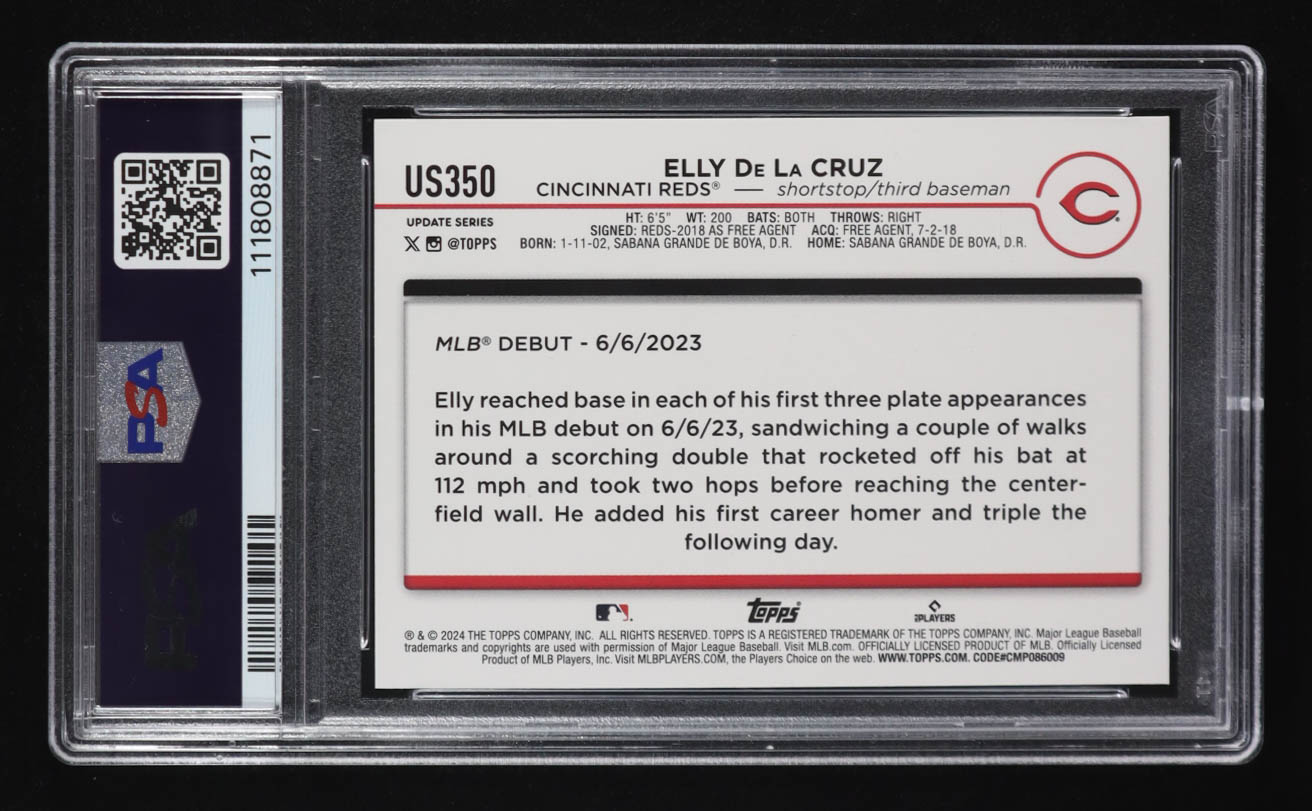 111808871
PSA
PSA
US350
UPDATE SERIES
@TOPPS
ELLY DE LA CRUZ
CINCINNATI REDS® — shortstop/third baseman
HT: 6'5" WT: 200 BATS: BOTH THROWS: RIGHT
SIGNED: REDS-2018 AS FREE AGENT ACQ: FREE AGENT, 7-2-18
BORN: 1-11-02, SABANA GRANDE DE BOYA, D.R. HOME: SABANA GRANDE DE BOYA, D.R.
C
MLB® DEBUT - 6/6/2023
Elly reached base in each of his first three plate appearances
in his MLB debut on 6/6/23, sandwiching a couple of walks
around a scorching double that rocketed off his bat at
112 mph and took two hops before reaching the center-
field wall. He added his first career homer and triple the
following day.
Topps®
PLAYERS
® & © 2024 THE TOPPS COMPANY, INC. ALL RIGHTS RESERVED. TOPPS IS A REGISTERED TRADEMARK OF THE TOPPS COMPANY, INC. Major League Baseball
trademarks and copyrights are used with permission of Major League Baseball. Visit MLB.com. OFFICIALLY LICENSED PRODUCT OF MLB. Officially Licensed
Product of MLB Players, Inc. Visit MLBPLAYERS.COM, the Players Choice on the web. WWW.TOPPS.COM. CODE#CMP086009
PSA